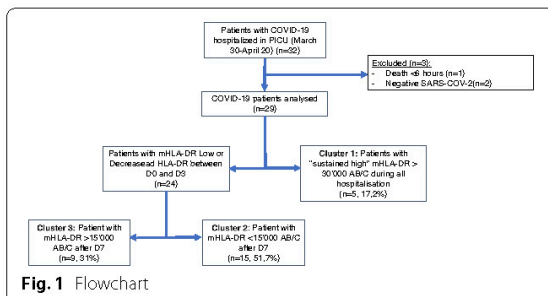 Patients with COVID-19
hospitalized in PICU (March
30-April 20) (n=32)
Excluded (n=3):
- Death <6 hours (n=1)
- Negative SARS-COV-2(n=2)
COVID-19 patients analysed
(n=29)
Patients with mHLA-DR Low or
Decreasead HLA-DR between
D0 and D3
(n=24)
Cluster 1: Patients with
"sustained high" mHLA-DR >
30'000 AB/C during all
hospitalisation
(n=5, 17,2%)
Cluster 3: Patient with
mHLA-DR >15'000
AB/C after D7
(n=9, 31%)
Cluster 2: Patient with
mHLA-DR <15'000 AB/C
after D7
(n=15, 51,7%)
Fig. 1 Flowchart